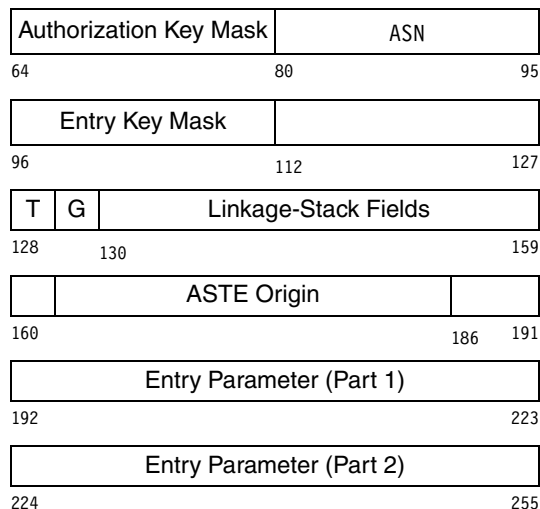 Authorization Key Mask ASN
64 80 95
Entry Key Mask
96 112 127
T G Linkage-Stack Fields
128 130 159
ASTE Origin
160 186 191
Entry Parameter (Part 1)
192 223
Entry Parameter (Part 2)
224 255